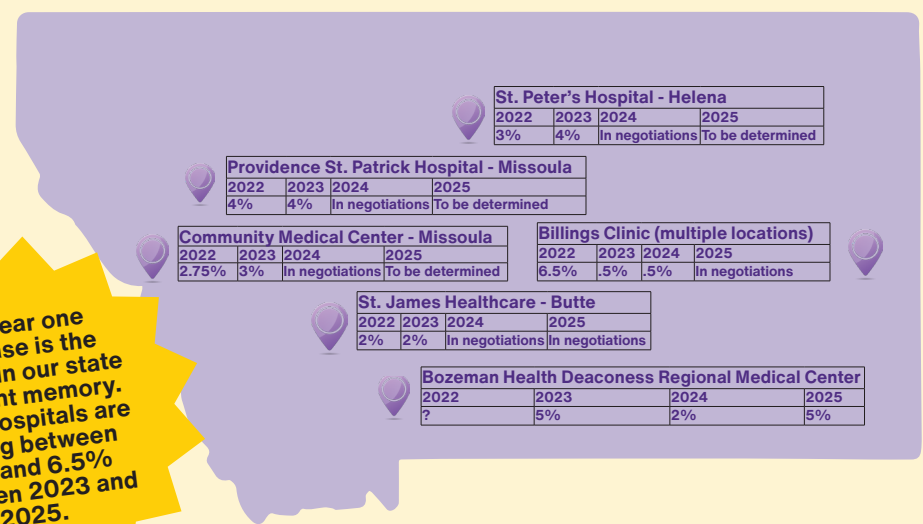 St. Peter’s Hospital - Helena
2022 2023 2024 2025
3% 4% In negotiations To be determined
Providence St. Patrick Hospital - Missoula
2022 2023 2024 2025
4% 4% In negotiations To be determined
Community Medical Center - Missoula
2022 2023 2024 2025
2.75% 3% In negotiations To be determined
Billings Clinic (multiple locations)
2022 2023 2024 2025
6.5% .5% .5% In negotiations
St. James Healthcare - Butte
2022 2023 2024 2025
2% 2% In negotiations In negotiations
Bozeman Health Deaconess Regional Medical Center
2022 2023 2024 2025
? 5% 2% 5%
one
is the
in our state
memory.
are
between
and 6.5%
2023 and
2025.